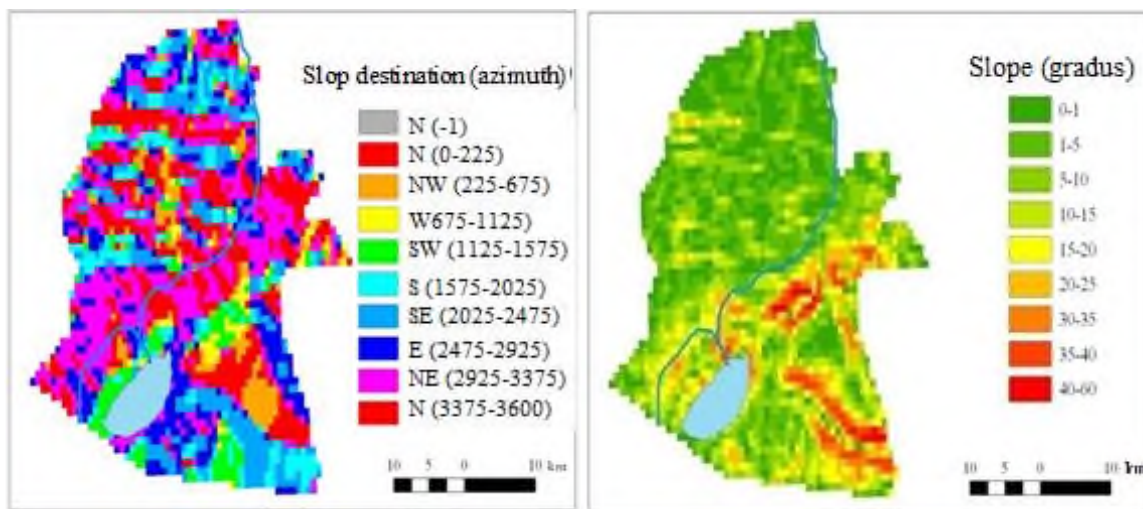 Slop destination (azimuth)
N (-1)
N (0-225)
NW (225-675)
W675-1125)
SW (1125-1575)
S (1575-2025)
SE (2025-2475)
E (2475-2925)
NE (2925-3375)
N (3375-3600)
10 5 0 10 km
Slope (gradus)
0-1
1-5
5-10
10-15
15-20
20-25
30-35
35-40
40-60
10 5 0 10 km